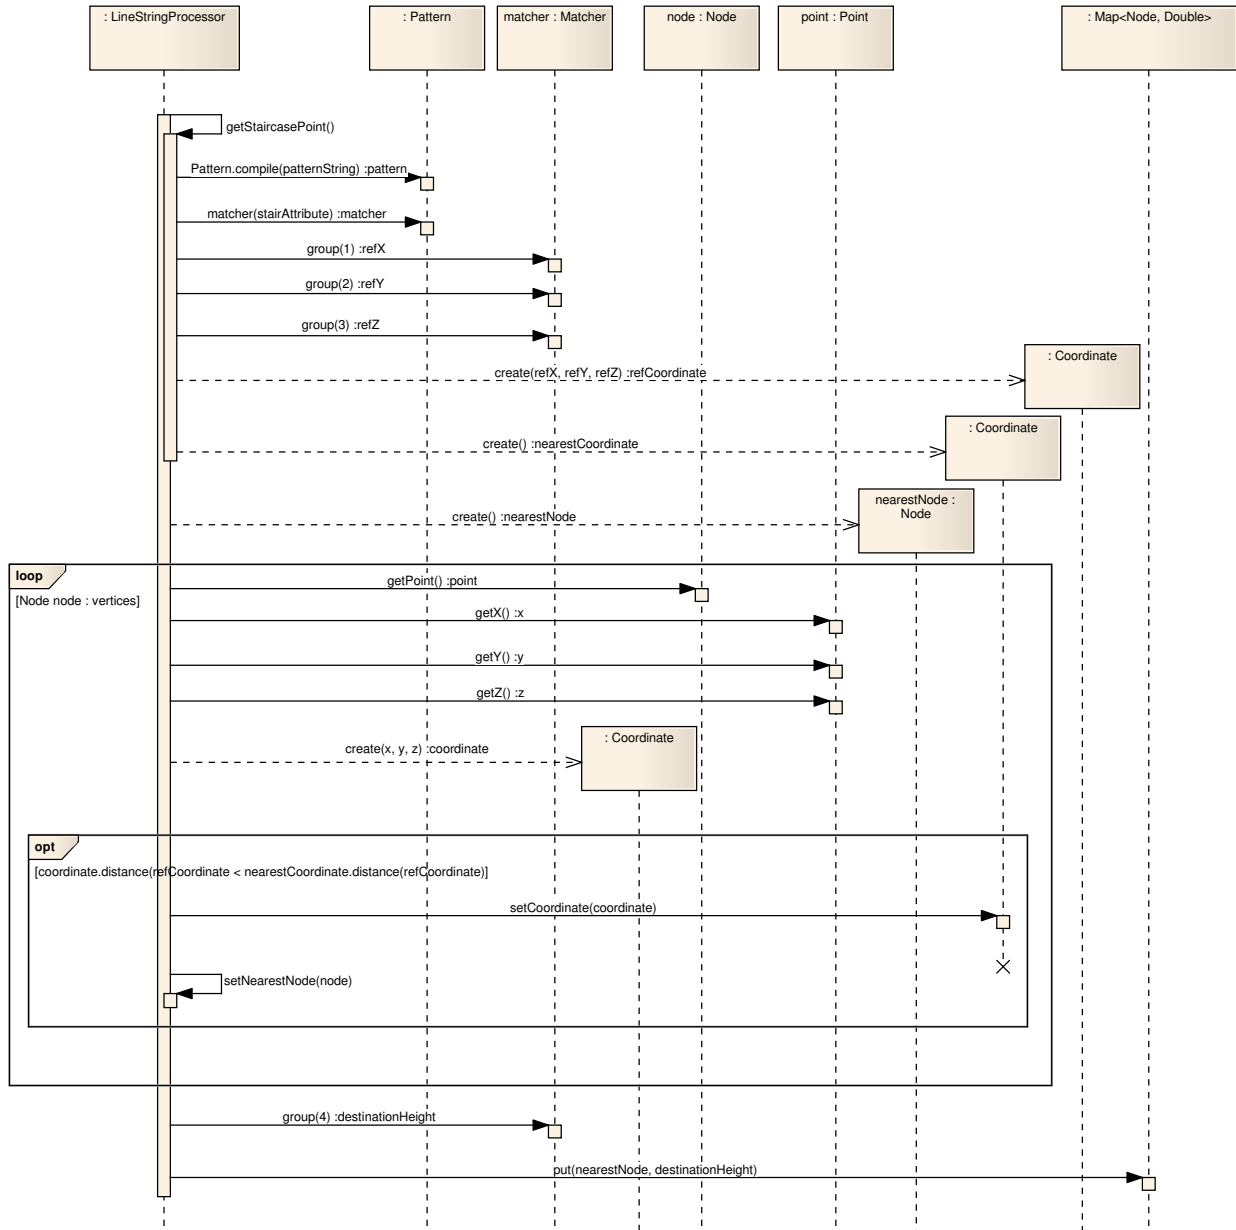 : LineStringProcessor
: Pattern
matcher : Matcher
node : Node
point : Point
: Map<Node, Double>
getStaircasePoint()
Pattern.compile(patternString) :pattern
matcher(stairAttribute) :matcher
group(1) :refX
group(2) :refY
group(3) :refZ
: Coordinate
create(refX, refY, refZ) :refCoordinate
: Coordinate
create() :nearestCoordinate
nearestNode :
Node
create() :nearestNode
loop
[Node node : vertices]
getPoint() :point
getX() :x
getY() :y
getZ() :z
: Coordinate
create(x, y, z) :coordinate
opt
[coordinate.distance(refCoordinate < nearestCoordinate.distance(refCoordinate)]
setCoordinate(coordinate)
setNearestNode(node)
group(4) :destinationHeight
put(nearestNode, destinationHeight)